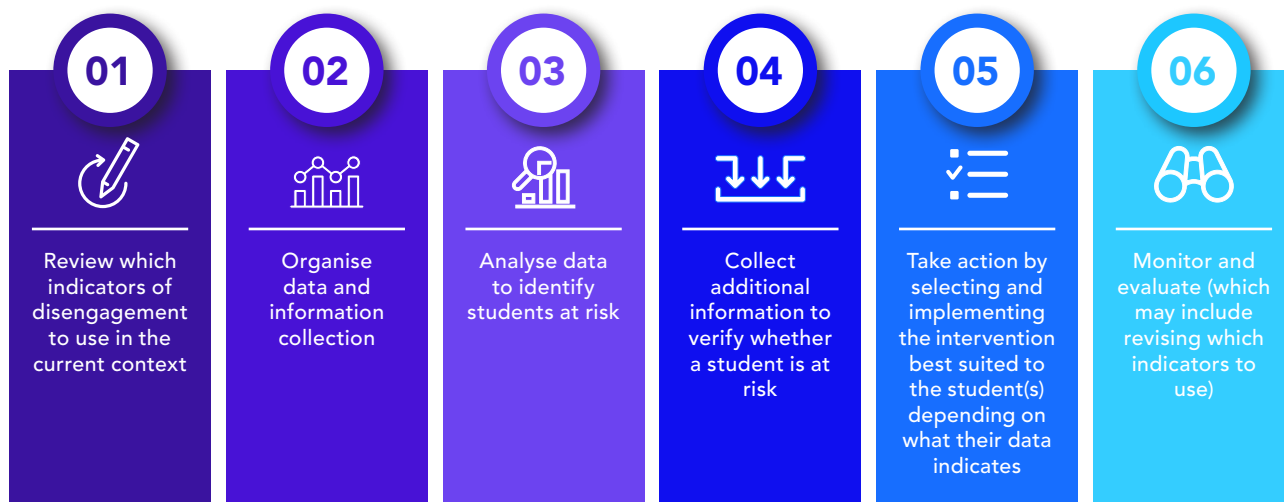 01
Review which
indicators of
disengagement
to use in the
current context
02
Organise
data and
information
collection
03
Analyse data
to identify
students at risk
04
Collect
additional
information to
verify whether
a student is at
risk
05
Take action by
selecting and
implementing
the intervention
best suited to
the student(s)
depending on
what their data
indicates
06
Monitor and
evaluate (which
may include
revising which
indicators to
use)